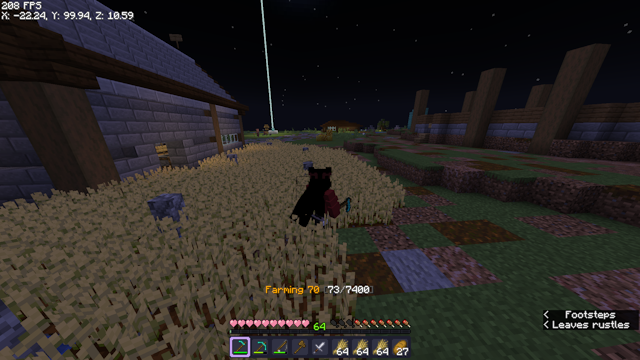 208 FPS
X: -22.24, Y: 99.94, Z: 10.59
Farming 70 [73/7400]
64
< Footsteps
< Leaves rustles
64 64 64 27